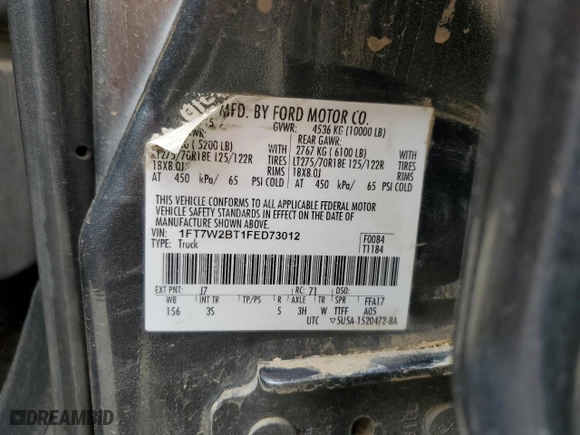 MFD. BY FORD MOTOR CO.
GVWR: 4536 KG (10000 LB)
REAR GAWR:
KG ( 5200 LB) WITH 2767 KG ( 6100 LB) WITH
LT275/70R18E 125/122R TIRES LT275/70R18E 125/122R TIRES
18X8.0J RIMS 18X8.0J RIMS
AT 450 kPa/ 65 PSI COLD AT 450 kPa/ 65 PSI COLD
THIS VEHICLE CONFORMS TO ALL APPLICABLE FEDERAL MOTOR
VEHICLE SAFETY STANDARDS IN EFFECT ON THE DATE OF
MANUFACTURE SHOWN ABOVE.
VIN: 1FT7W2BT1FED73012
TYPE: Truck
F0084
T1184
EXT PNT: J7 RC: 71 DSO:
WB INT TR TP/PS R AXLE TR SPR FFA17
156 3S 5 3H W TTFF A05
UTC ▽5U5A-1520472-BA
DREAMBID